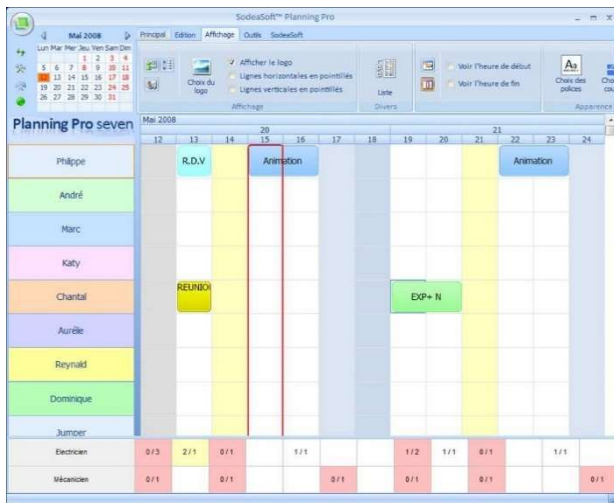 SodeaSoft™ Planning Pro
Mai 2008
Lun Mar Mer Jeu Ven Sam Dim
1 2 3 4
5 6 7 8 9 10 11
12 13 14 15 16 17 18
19 20 21 22 23 24 25
26 27 28 29 30 31
Principal Edition Affichage Outils SodeaSoft
Choix du logo
Afficher le logo
Lignes horizontales en pointillés
Lignes verticales en pointillés
Affichage
Liste
Divers
Voir l'heure de début
Voir l'heure de fin
Aa
Choix des polices
Apparence
Planning Pro seven
Mai 2008
20 21
12 13 14 15 16 17 18 19 20 21 22 23 24
Philippe R.D.V Animation Animation
André
Marc
Katy
Chantal REUNIO EXP+ N
Aurélie
Reynald
Dominique
Jumper
Electricien 0/3 2/1 0/1 1/1 1/2 1/1 0/1 1/1
Mécanicien 0/1 0/1 0/1 0/1 0/1 0/1